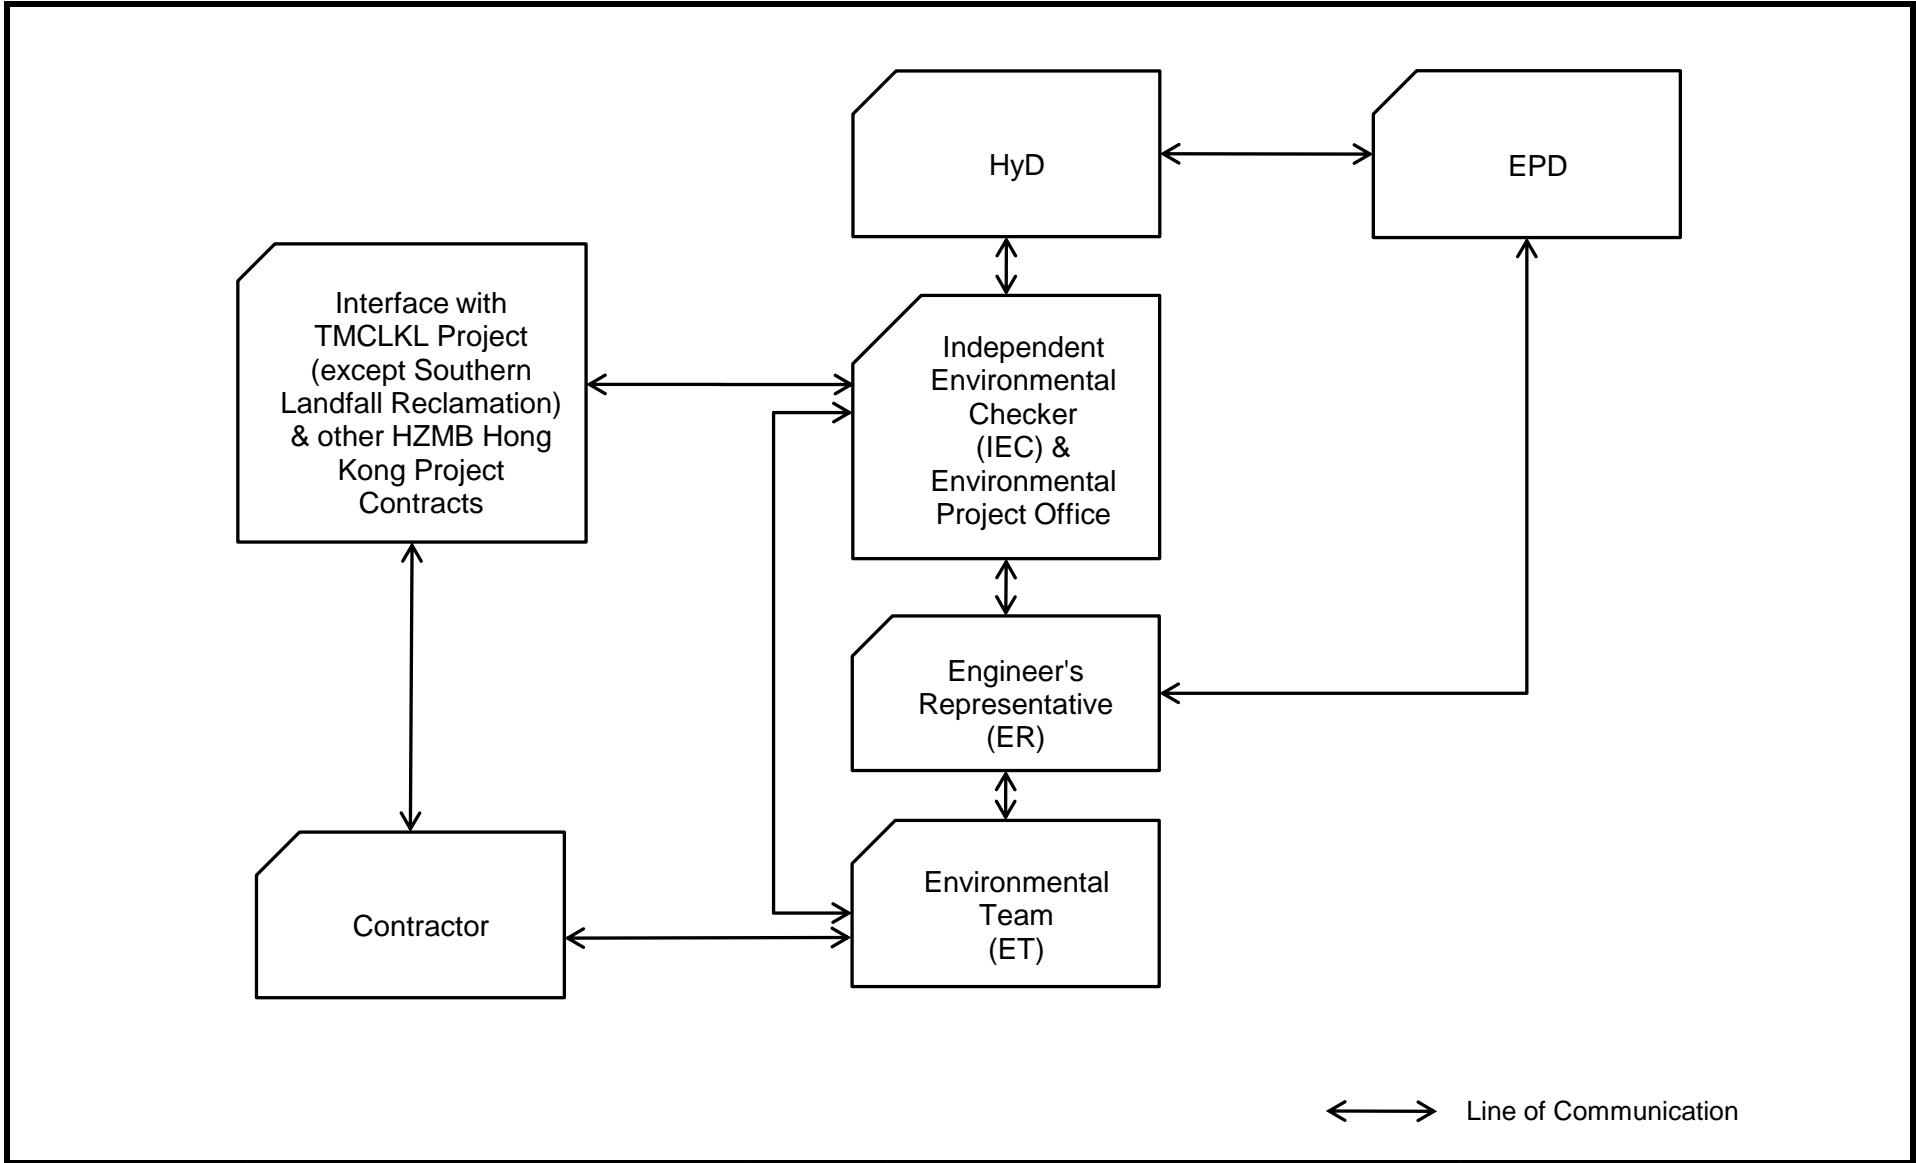 HyD
EPD
Interface with
TMCLKL Project
(except Southern
Landfall Reclamation)
& other HZMB Hong
Kong Project
Contracts
Independent
Environmental
Checker
(IEC) &
Environmental
Project Office
Engineer's
Representative
(ER)
Environmental
Team
(ET)
Contractor
Line of Communication